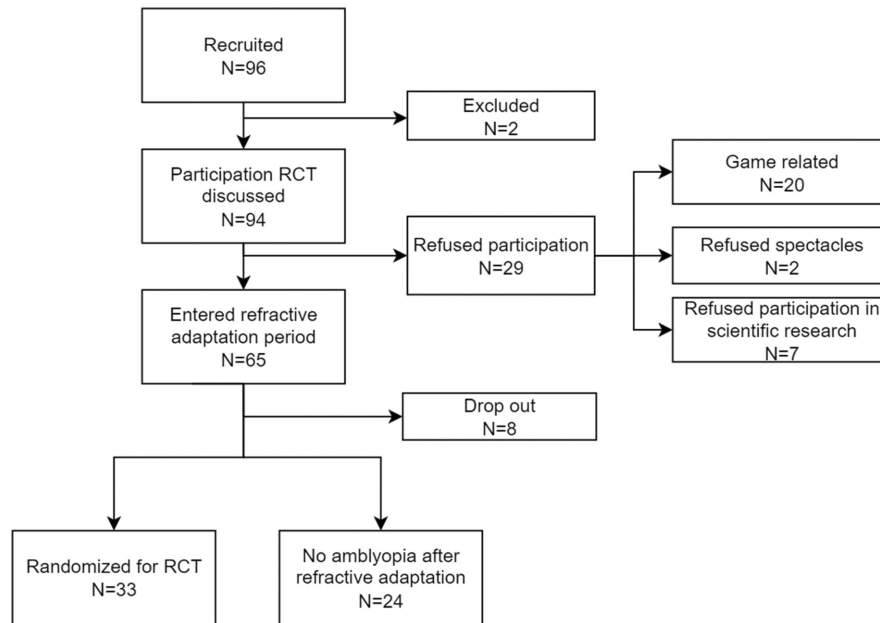 Recruited
N=96
Excluded
N=2
Participation RCT
discussed
N=94
Game related
N=20
Refused participation
N=29
Refused spectacles
N=2
Refused participation in
scientific research
N=7
Entered refractive
adaptation period
N=65
Drop out
N=8
Randomized for RCT
N=33
No amblyopia after
refractive adaptation
N=24